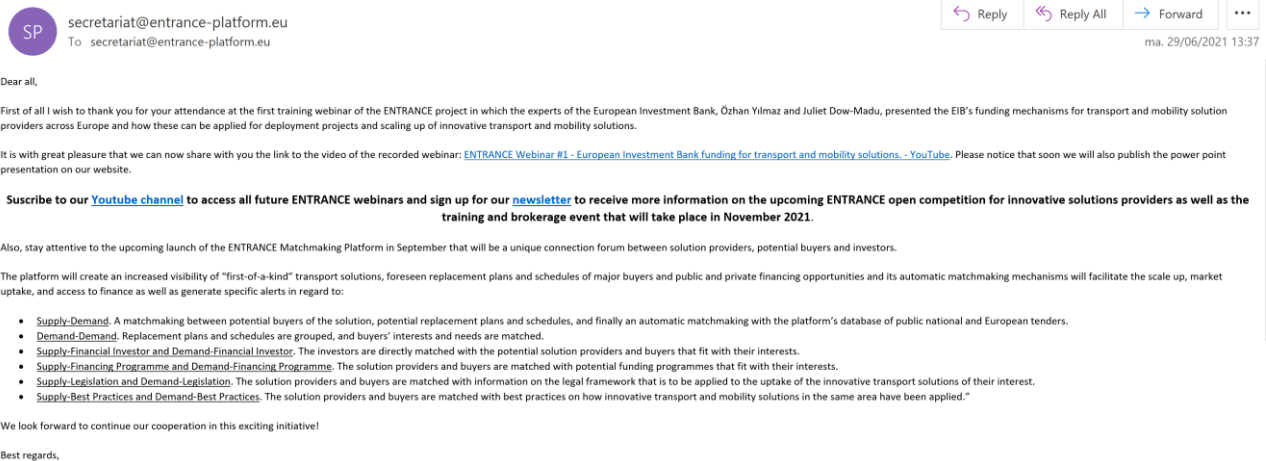 SP
secretariat@entrance-platform.eu
To secretariat@entrance-platform.eu
Reply
Reply All
Forward
ma. 29/06/2021 13:37
Dear all,
First of all I wish to thank you for your attendance at the first training webinar of the ENTRANCE project in which the experts of the European Investment Bank, Özhan Yılmaz and Juliet Dow-Madu, presented the EIB's funding mechanisms for transport and mobility solution
providers across Europe and how these can be applied for deployment projects and scaling up of innovative transport and mobility solutions.
It is with great pleasure that we can now share with you the link to the video of the recorded webinar: ENTRANCE Webinar #1 - European Investment Bank funding for transport and mobility solutions. - YouTube. Please notice that soon we will also publish the power point
presentation on our website.
Suscribe to our Youtube channel to access all future ENTRANCE webinars and sign up for our newsletter to receive more information on the upcoming ENTRANCE open competition for innovative solutions providers as well as the
training and brokerage event that will take place in November 2021.
Also, stay attentive to the upcoming launch of the ENTRANCE Matchmaking Platform in September that will be a unique connection forum between solution providers, potential buyers and investors.
The platform will create an increased visibility of "first-of-a-kind" transport solutions, foreseen replacement plans and schedules of major buyers and public and private financing opportunities and its automatic matchmaking mechanisms will facilitate the scale up, market
uptake, and access to finance as well as generate specific alerts in regard to:
• Supply-Demand. A matchmaking between potential buyers of the solution, potential replacement plans and schedules, and finally an automatic matchmaking with the platform's database of public national and European tenders.
• Demand-Demand. Replacement plans and schedules are grouped, and buyers' interests and needs are matched.
• Supply-Financial Investor and Demand-Financial Investor. The investors are directly matched with the potential solution providers and buyers that fit with their interests.
• Supply-Financing Programme and Demand-Financing Programme. The solution providers and buyers are matched with potential funding programmes that fit with their interests.
• Supply-Legislation and Demand-Legislation. The solution providers and buyers are matched with information on the legal framework that is to be applied to the uptake of the innovative transport solutions of their interest.
• Supply-Best Practices and Demand-Best Practices. The solution providers and buyers are matched with best practices on how innovative transport and mobility solutions in the same area have been applied."
We look forward to continue our cooperation in this exciting initiative!
Best regards,